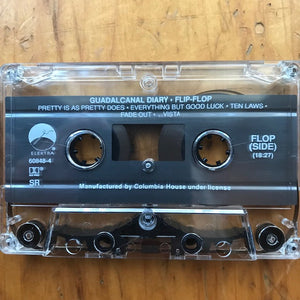 GUADALCANAL DIARY • FLIP-FLOP
PRETTY IS AS PRETTY DOES • EVERYTHING BUT GOOD LUCK • TEN LAWS •
FADE OUT • ...VISTA
ELEKTRA
60848-4
SR
FLOP
(SIDE)
(18:27)
Manufactured by Columbia House under license